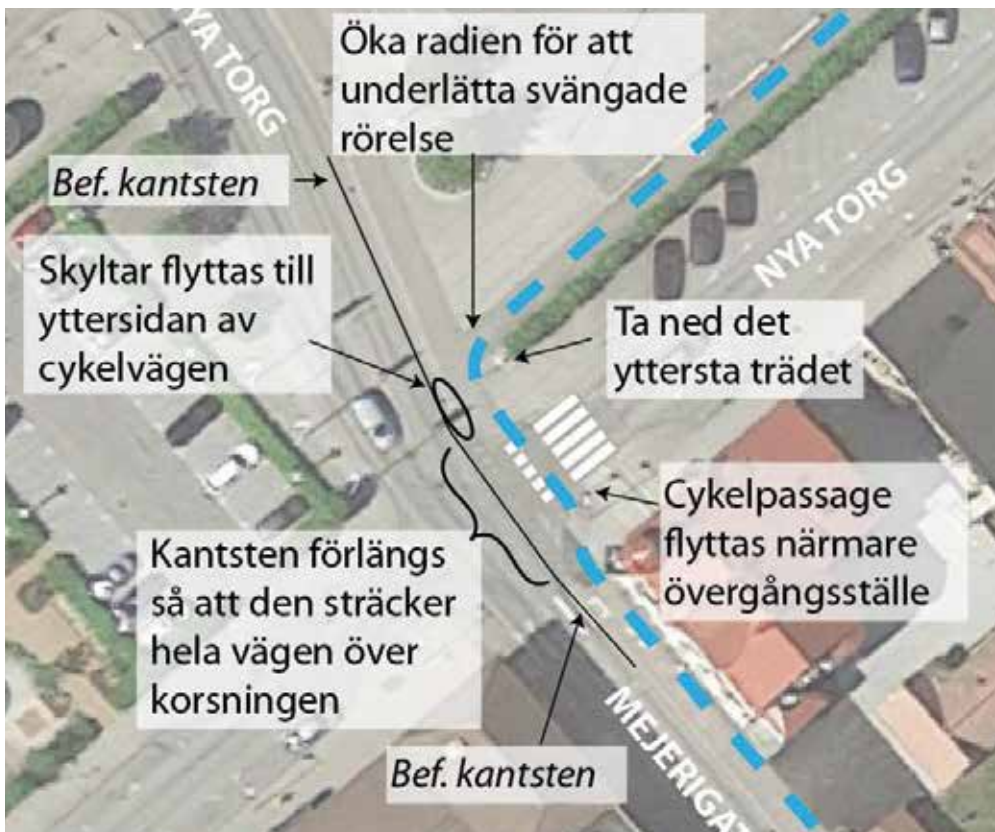 NYA TORG
Öka radien för att
underlätta svängade
rörelse
Bef. kantsten
NYA TORG
Skyltar flyttas till
yttersidan av
cykelvägen
Ta ned det
yttersta trädet
Cykelpassage
flyttas närmare
övergångsställe
Kantsten förlängs
så att den sträcker
hela vägen över
korsningen
Bef. kantsten
MEJERIGAT